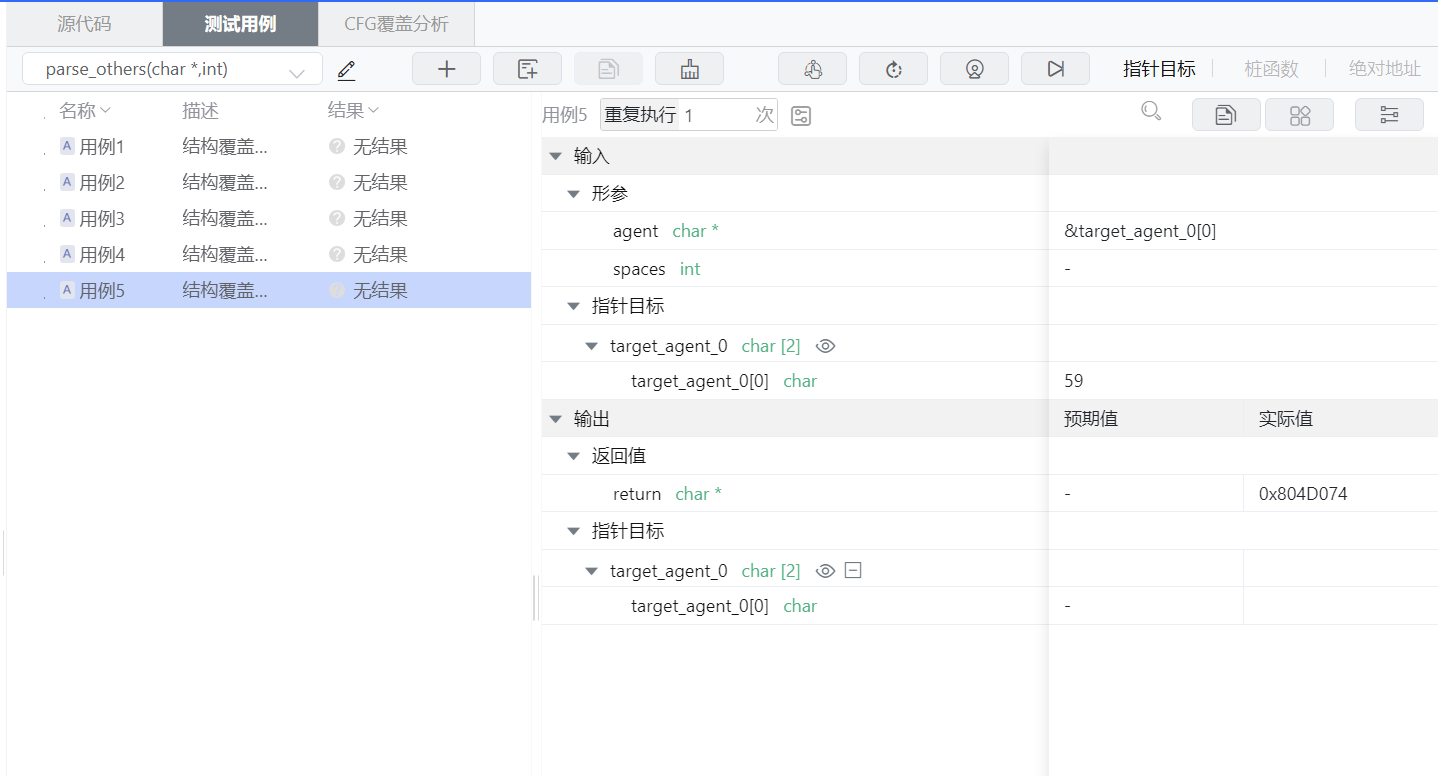 源代码 测试用例 CFG覆盖分析
parse_others(char *,int) 指针目标 桩函数 绝对地址
名称 描述 结果
A 用例1 结构覆盖... ? 无结果
A 用例2 结构覆盖... ? 无结果
A 用例3 结构覆盖... ? 无结果
A 用例4 结构覆盖... ? 无结果
A 用例5 结构覆盖... ? 无结果
用例5 重复执行 1 次
输入
形参
agent char * &target_agent_0[0]
spaces int -
指针目标
target_agent_0 char [2]
target_agent_0[0] char 59
输出 预期值 实际值
返回值
return char * - 0x804D074
指针目标
target_agent_0 char [2]
target_agent_0[0] char -